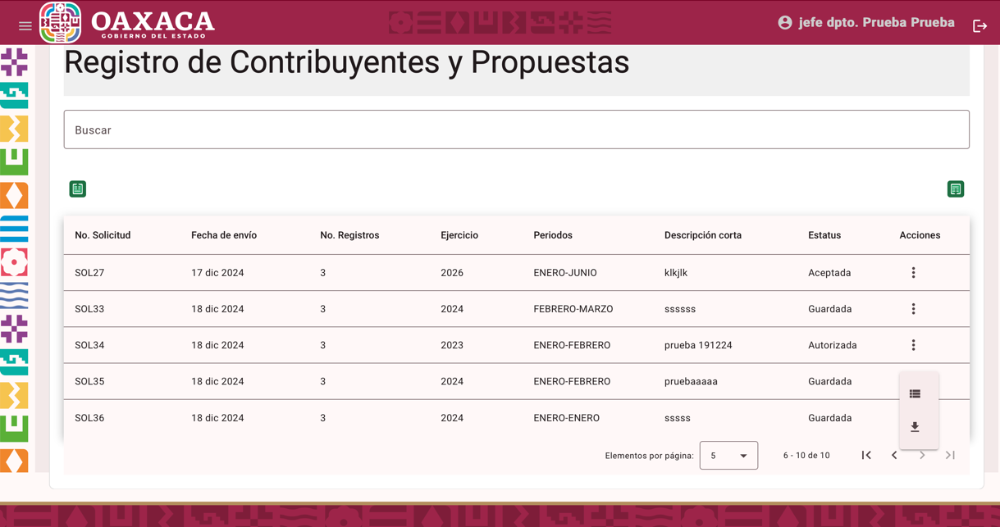 OAXACA
GOBIERNO DEL ESTADO
jefe dpto. Prueba Prueba
Registro de Contribuyentes y Propuestas
Buscar
No. Solicitud Fecha de envío No. Registros Ejercicio Periodos Descripción corta Estatus Acciones
SOL27 17 dic 2024 3 2026 ENERO-JUNIO klkjlk Aceptada
SOL33 18 dic 2024 3 2024 FEBRERO-MARZO ssssss Guardada
SOL34 18 dic 2024 3 2023 ENERO-FEBRERO prueba 191224 Autorizada
SOL35 18 dic 2024 3 2024 ENERO-FEBRERO pruebaaaaa Guardada
SOL36 18 dic 2024 3 2024 ENERO-ENERO sssss Guardada
Elementos por página: 5 6 - 10 de 10